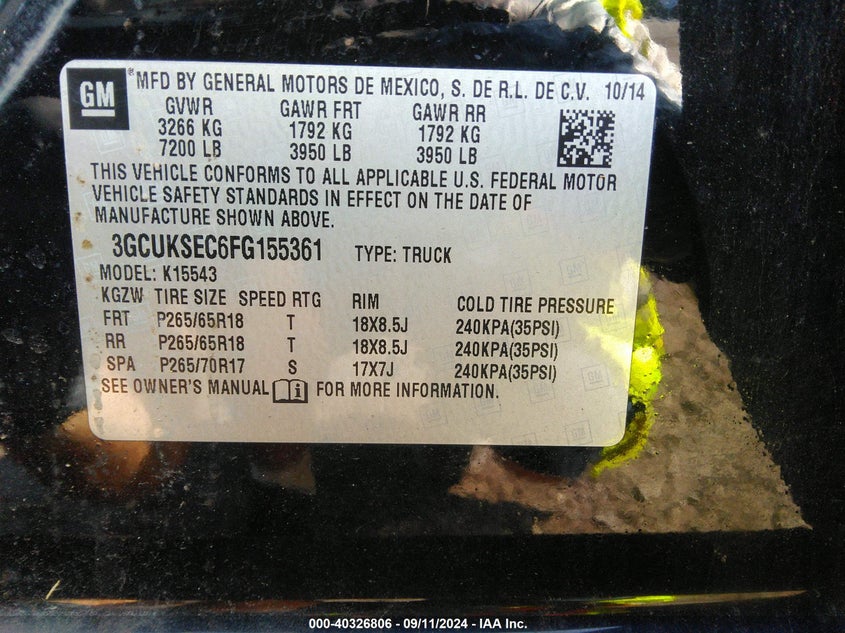 GM ® MFD BY GENERAL MOTORS DE MEXICO, S. DE R.L. DE C.V. 10/14
GVWR GAWR FRT GAWR RR
3266 KG 1792 KG 1792 KG
7200 LB 3950 LB 3950 LB
THIS VEHICLE CONFORMS TO ALL APPLICABLE U.S. FEDERAL MOTOR
VEHICLE SAFETY STANDARDS IN EFFECT ON THE DATE OF
MANUFACTURE SHOWN ABOVE.
3GCUKSEC6FG155361 TYPE: TRUCK
MODEL: K15543
KGZW TIRE SIZE SPEED RTG RIM COLD TIRE PRESSURE
FRT P265/65R18 T 18X8.5J 240KPA(35PSI)
RR P265/65R18 T 18X8.5J 240KPA(35PSI)
SPA P265/70R17 S 17X7J 240KPA(35PSI)
SEE OWNER'S MANUAL i FOR MORE INFORMATION.
000-40326806 - 09/11/2024 - IAA Inc.